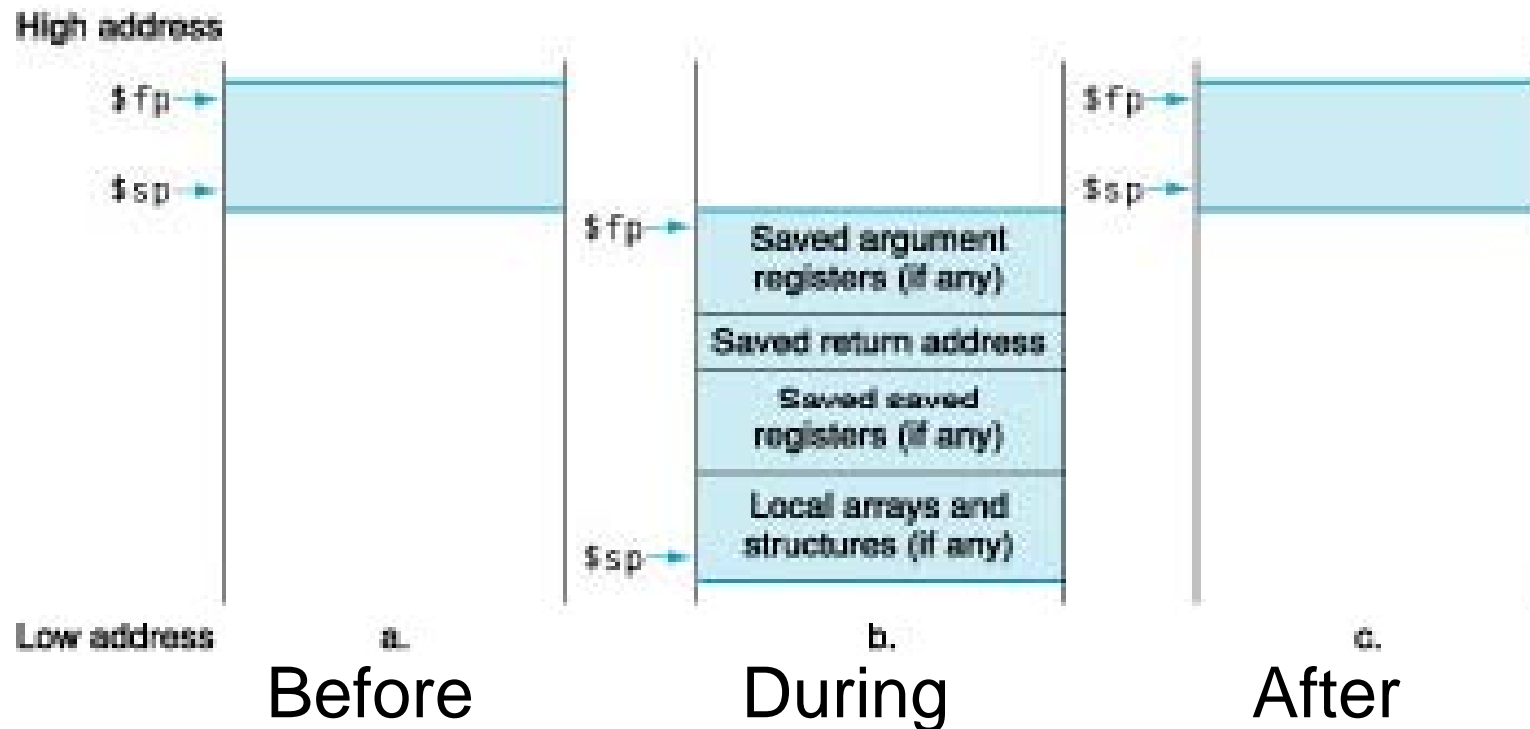 High address
$fp
$sp
$fp
Saved argument
registers (if any)
Saved return address
Saved saved
registers (if any)
Local arrays and
structures (if any)
$sp
$fp
$sp
Low address
a.
b.
c.
Before
During
After